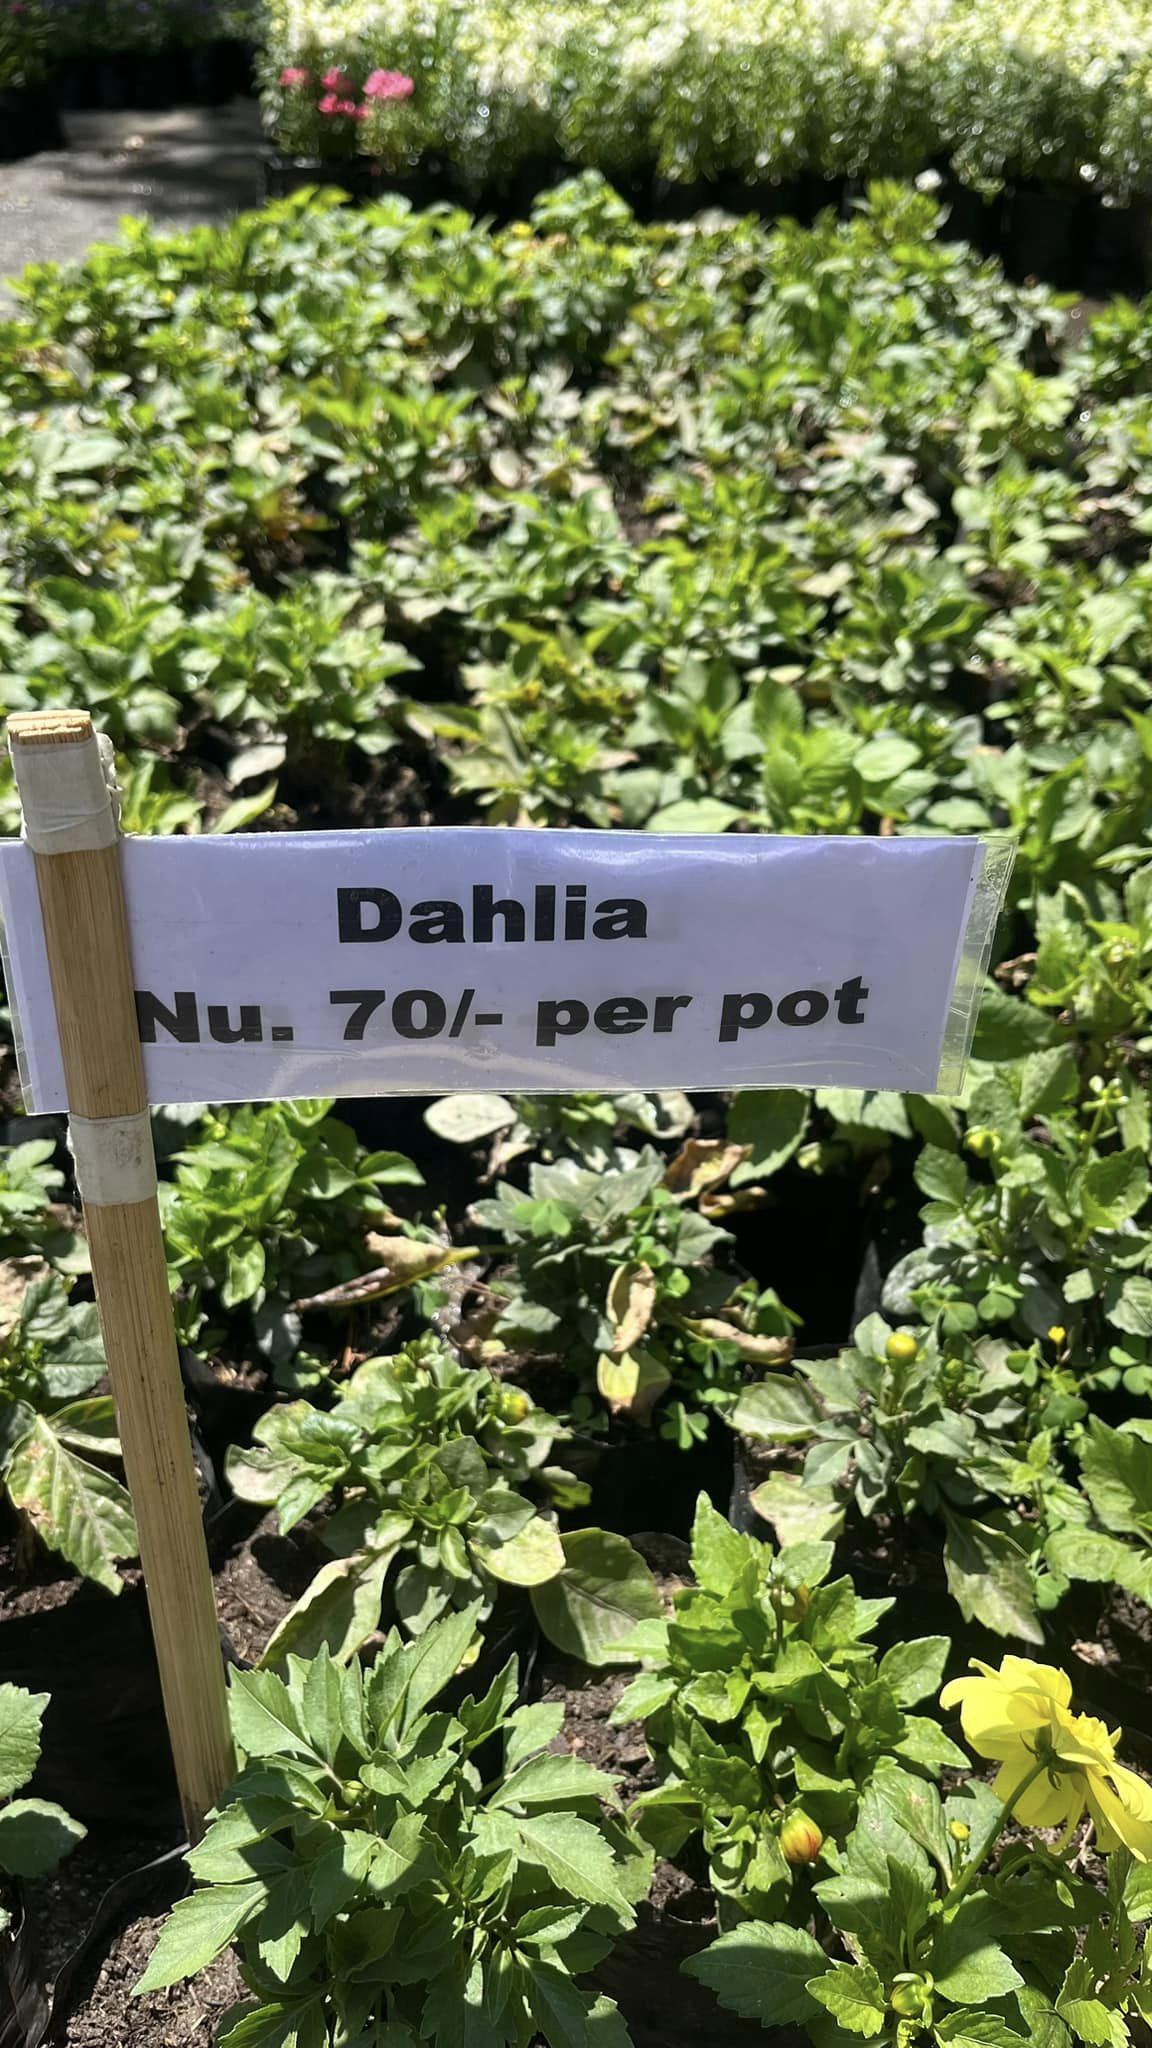 Dahlia
Nu. 70/- per pot